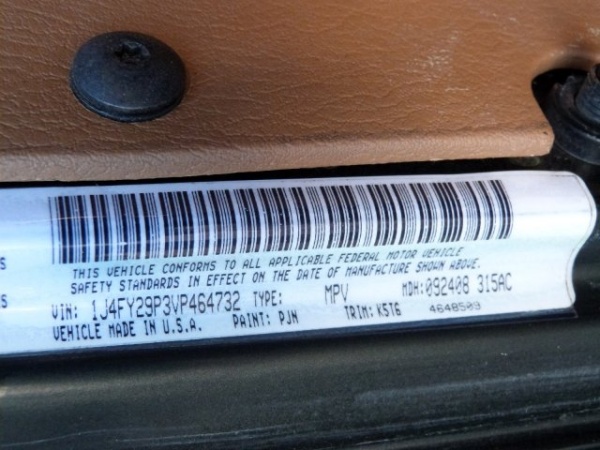 THIS VEHICLE CONFORMS TO ALL APPLICABLE FEDERAL MOTOR VEHICLE
SAFETY STANDARDS IN EFFECT ON THE DATE OF MANUFACTURE SHOWN ABOVE.
VIN: 1J4FY29P3VP464732 TYPE: MPV MDH: 092408 315AC
VEHICLE MADE IN U.S.A. PAINT: PJN TRIM: K5T6 4648509